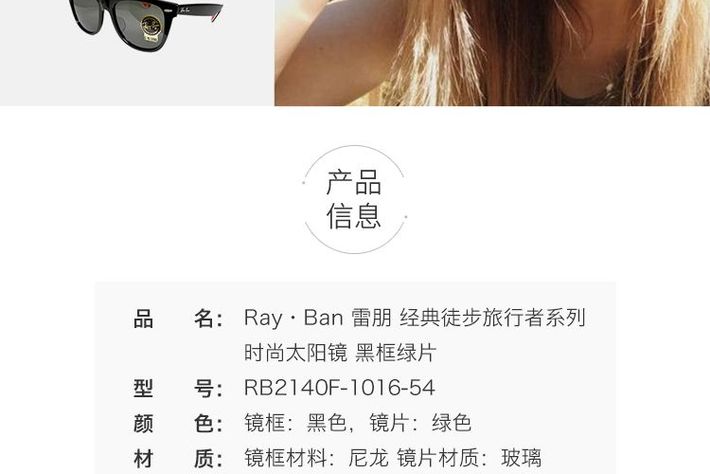 产品
信息
品 名： Ray·Ban 雷朋 经典徒步旅行者系列
时尚太阳镜 黑框绿片
型 号： RB2140F-1016-54
颜 色： 镜框：黑色，镜片：绿色
材 质： 镜框材料：尼龙 镜片材质：玻璃